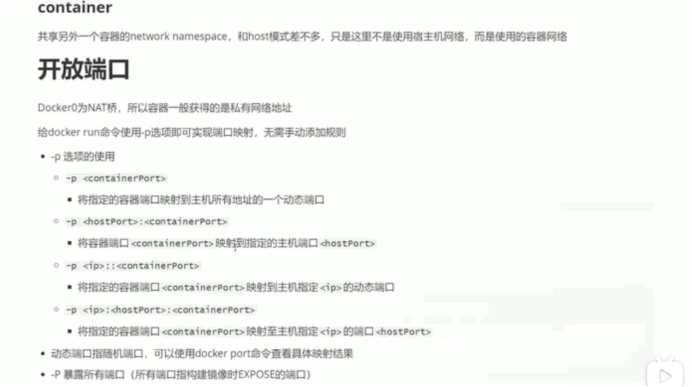 container
共享另外一个容器的network namespace，和host模式差不多，只是这里不是使用宿主机网络，而是使用的容器网络
开放端口
Docker0为NAT桥，所以容器一般获得的是私有网络地址
给docker run命令使用-p选项即可实现端口映射，无需手动添加规则
• -p 选项的使用
◦ -p <containerPort>
▪ 将指定的容器端口映射到主机所有地址的一个动态端口
◦ -p <hostPort>:<containerPort>
▪ 将容器端口<containerPort>映射到指定的主机端口<hostPort>
◦ -p <ip>::<containerPort>
▪ 将指定的容器端口<containerPort>映射到主机指定<ip>的动态端口
◦ -p <ip>:<hostPort>:<containerPort>
▪ 将指定的容器端口<containerPort>映射至主机指定<ip>的端口<hostPort>
• 动态端口指随机端口，可以使用docker port命令查看具体映射结果
• -P 暴露所有端口（所有端口指构建镜像时EXPOSE的端口）